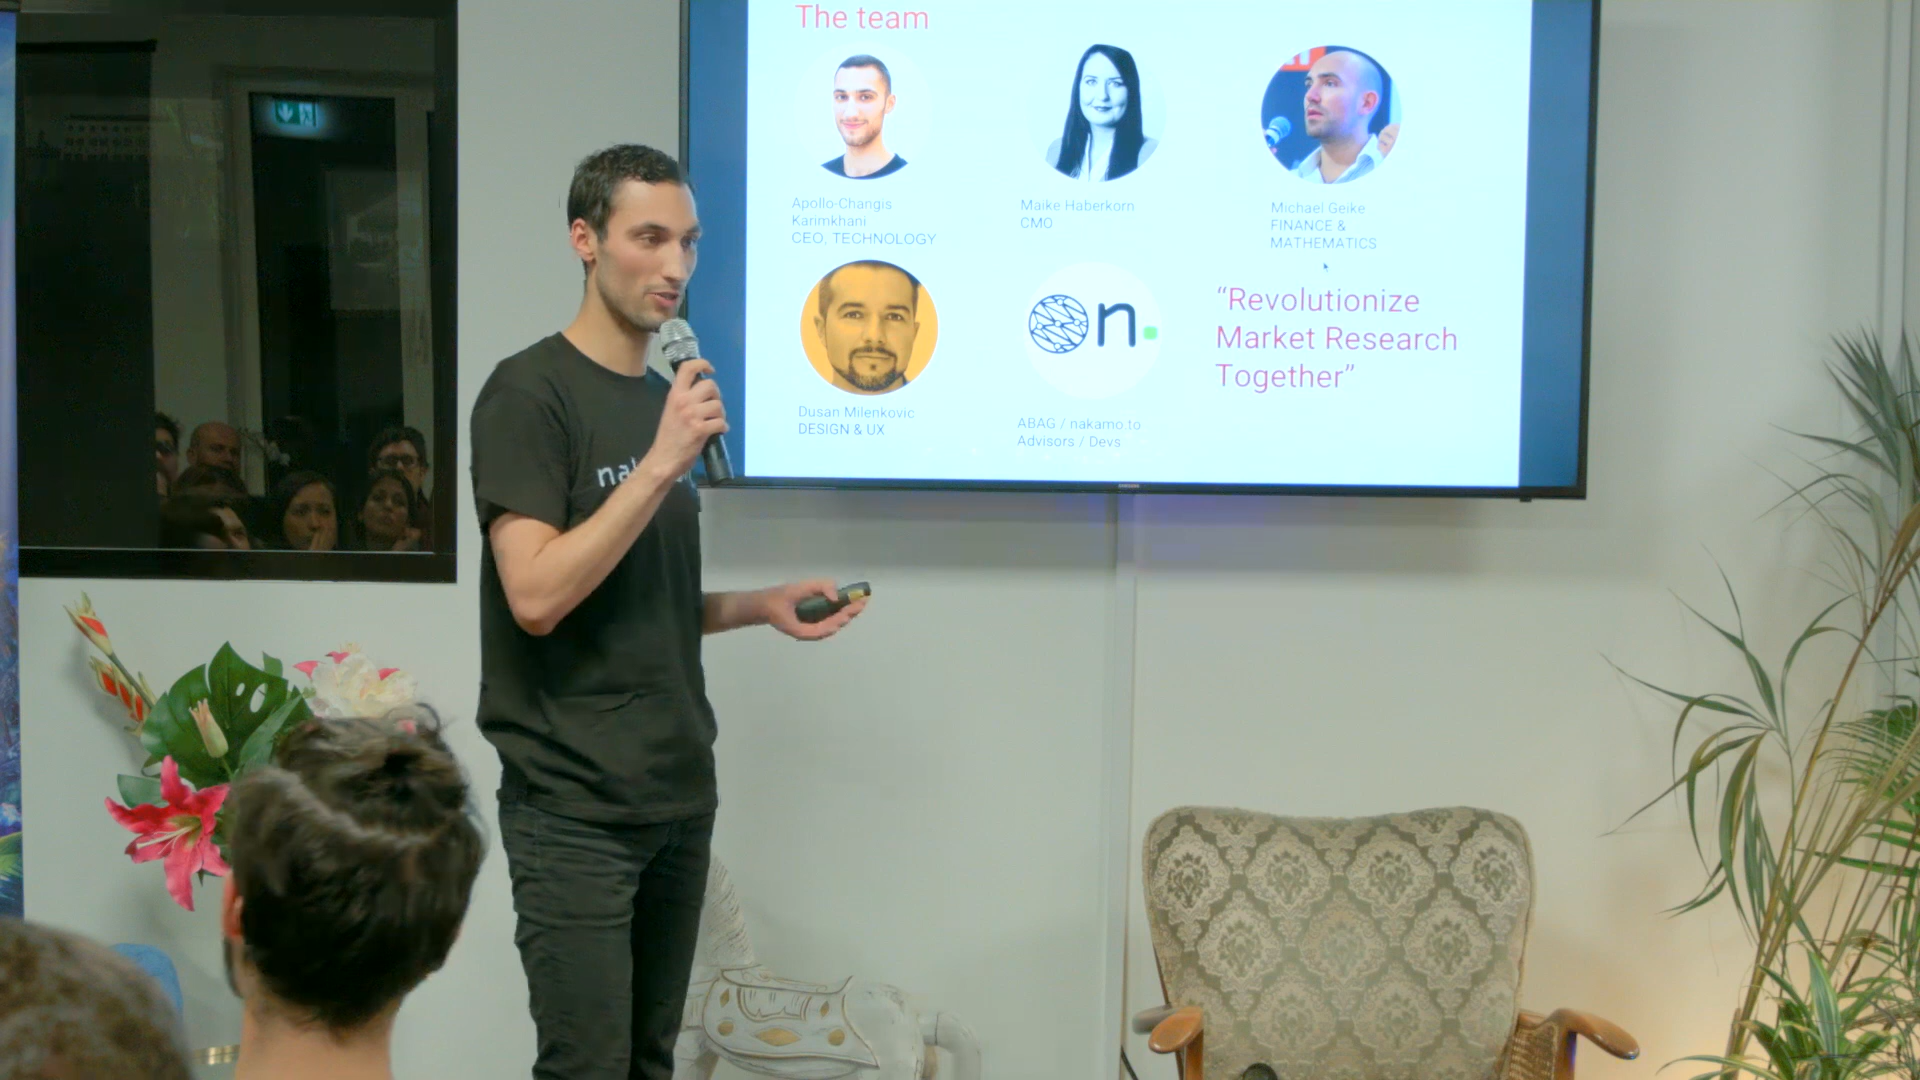 The team
Apollo-Changis
Karimkhani
CEO, TECHNOLOGY
Maike Haberkorn
CMO
Michael Geike
FINANCE &
MATHEMATICS
Dusan Milenkovic
DESIGN & UX
n.
ABAG / nakamo.to
Advisors / Devs
“Revolutionize
Market Research
Together”